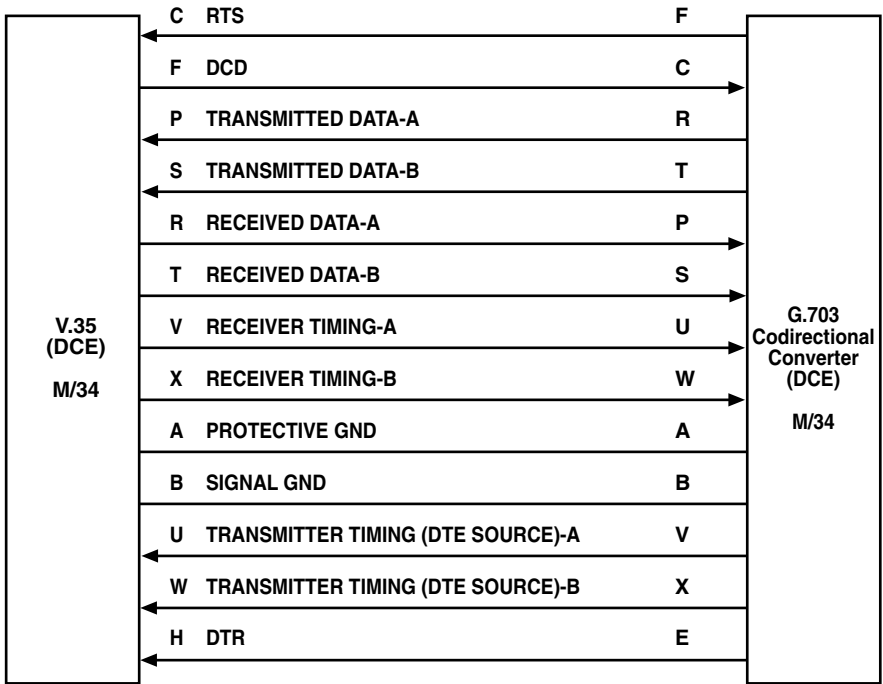 C RTS F
F DCD C
P TRANSMITTED DATA-A R
S TRANSMITTED DATA-B T
R RECEIVED DATA-A P
T RECEIVED DATA-B S
V RECEIVER TIMING-A U
X RECEIVER TIMING-B W
A PROTECTIVE GND A
B SIGNAL GND B
U TRANSMITTER TIMING (DTE SOURCE)-A V
W TRANSMITTER TIMING (DTE SOURCE)-B X
H DTR E
V.35
(DCE)
M/34
G.703
Codirectional
Converter
(DCE)
M/34